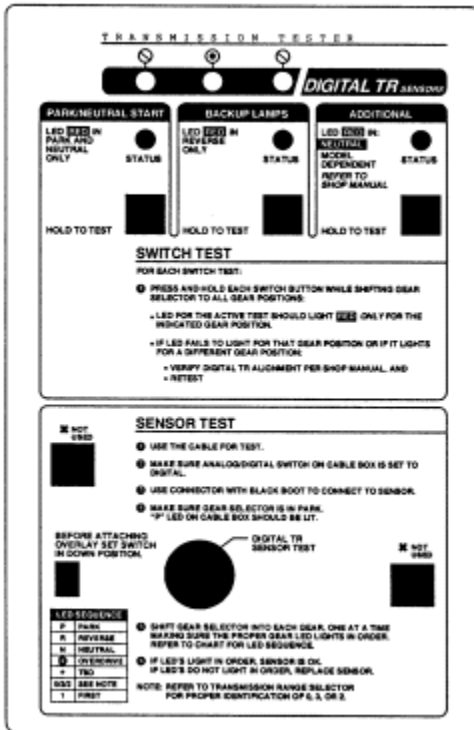 TRANSMISSION TESTER
DIGITAL TR SENSORS
PARK/NEUTRAL START
LED RED IN
PARK AND
NEUTRAL
ONLY
STATUS
HOLD TO TEST
BACKUP LAMPS
LED RED IN
REVERSE
ONLY
STATUS
HOLD TO TEST
ADDITIONAL
LED RED IN:
NEUTRAL
MODEL
DEPENDENT
REFER TO
SHOP MANUAL
STATUS
HOLD TO TEST
SWITCH TEST
FOR EACH SWITCH TEST:
PRESS AND HOLD EACH SWITCH BUTTON WHILE SHIFTING GEAR
SELECTOR TO ALL GEAR POSITIONS:
- LED FOR THE ACTIVE TEST SHOULD LIGHT RED ONLY FOR THE
INDICATED GEAR POSITION.
- IF LED FAILS TO LIGHT FOR THAT GEAR POSITION OR IF IT LIGHTS
FOR A DIFFERENT GEAR POSITION:
- VERIFY DIGITAL TR ALIGNMENT PER SHOP MANUAL, AND
- RETEST
SENSOR TEST
NOT
USED
USE THE CABLE FOR TEST.
MAKE SURE ANALOG/DIGITAL SWITCH ON CABLE BOX IS SET TO
DIGITAL.
USE CONNECTOR WITH BLACK BOOT TO CONNECT TO SENSOR.
MAKE SURE GEAR SELECTOR IS IN PARK.
"P" LED ON CABLE BOX SHOULD BE LIT.
BEFORE ATTACHING
OVERLAY SET SWITCH
IN DOWN POSITION.
DIGITAL TR
SENSOR TEST
NOT
USED
LED SEQUENCE
P PARK
R REVERSE
N NEUTRAL
OVERDRIVE
+ TBD
SEE NOTE
1 FIRST
SHIFT GEAR SELECTOR INTO EACH GEAR, ONE AT A TIME
MAKING SURE THE PROPER GEAR LED LIGHTS IN ORDER.
REFER TO CHART FOR LED SEQUENCE.
IF LED'S LIGHT IN ORDER, SENSOR IS OK.
IF LED'S DO NOT LIGHT IN ORDER, REPLACE SENSOR.
NOTE: REFER TO TRANSMISSION RANGE SELECTOR
FOR PROPER IDENTIFICATION OF 0, 3, OR 2.